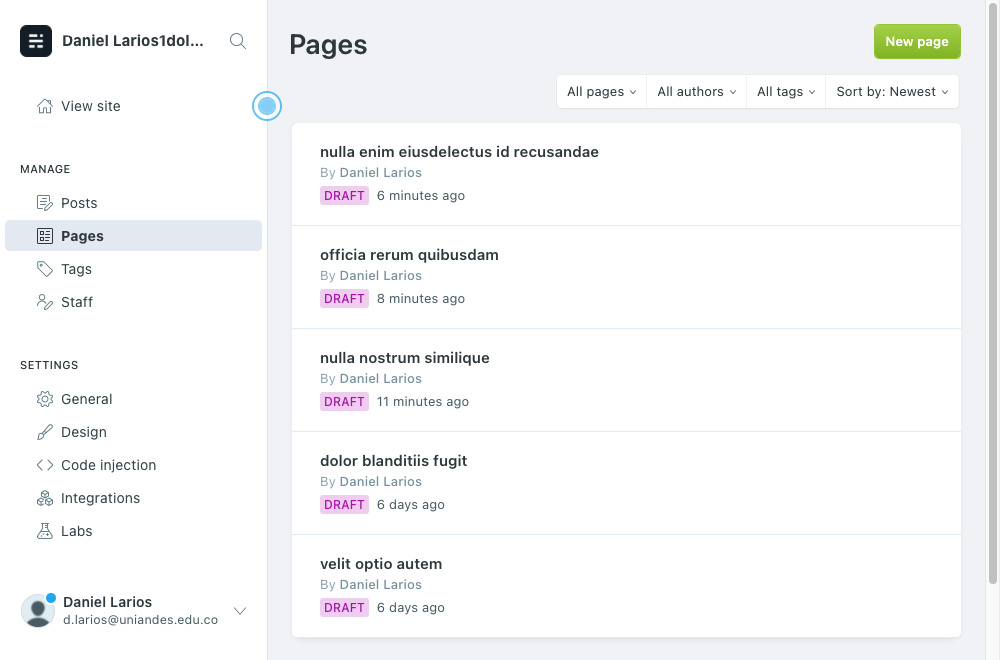 Daniel Larios1dol...
View site
MANAGE
Posts
Pages
Tags
Staff
SETTINGS
General
Design
Code injection
Integrations
Labs
Daniel Larios
d.larios@uniandes.edu.co
Pages
New page
All pages
All authors
All tags
Sort by: Newest
nulla enim eiusdelectus id recusandae
By Daniel Larios
DRAFT 6 minutes ago
officia rerum quibusdam
By Daniel Larios
DRAFT 8 minutes ago
nulla nostrum similique
By Daniel Larios
DRAFT 11 minutes ago
dolor blanditiis fugit
By Daniel Larios
DRAFT 6 days ago
velit optio autem
By Daniel Larios
DRAFT 6 days ago